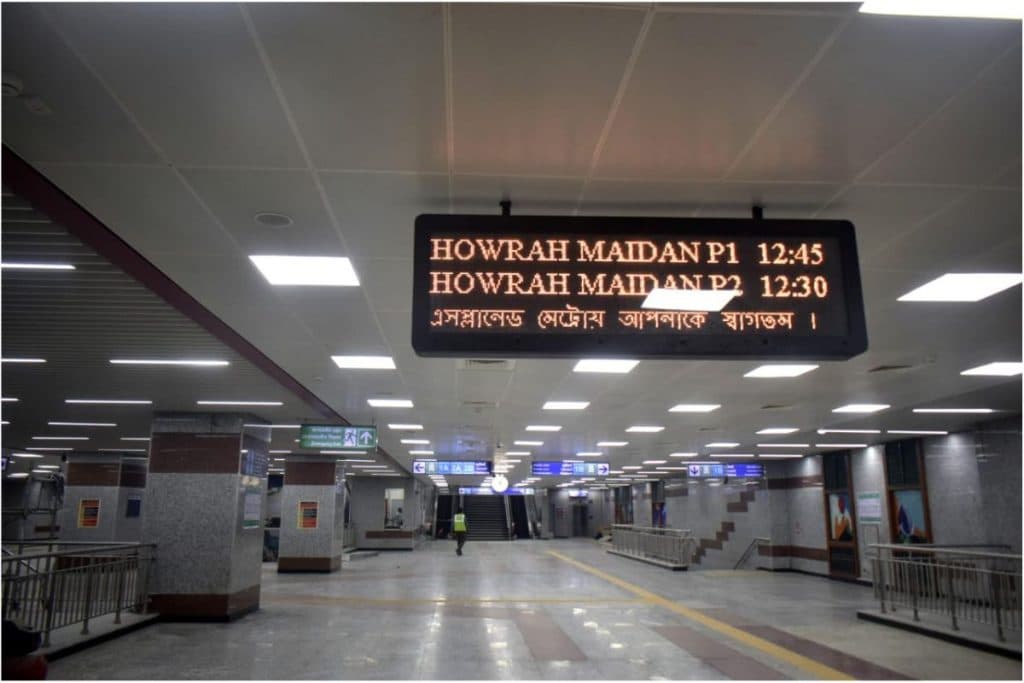 HOWRAH MAIDAN P1 12:45
HOWRAH MAIDAN P2 12:30
এসপ্লানেড মেট্রোয় আপনাকে স্বাগতম ।